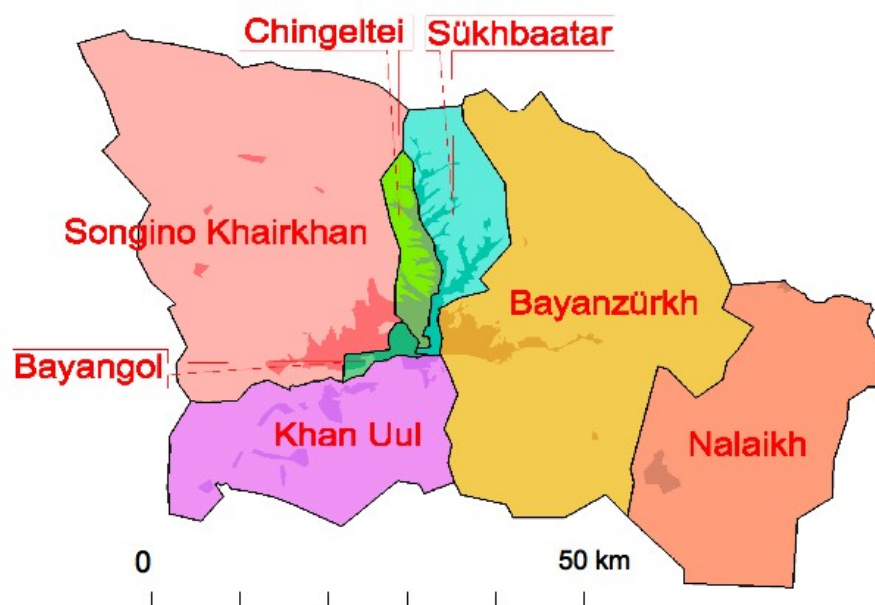 Chingeltei
Sükhbaatar
Songino Khairkhan
Bayanzürkh
Bayangol
Khan Uul
Nalaikh
0
50 km